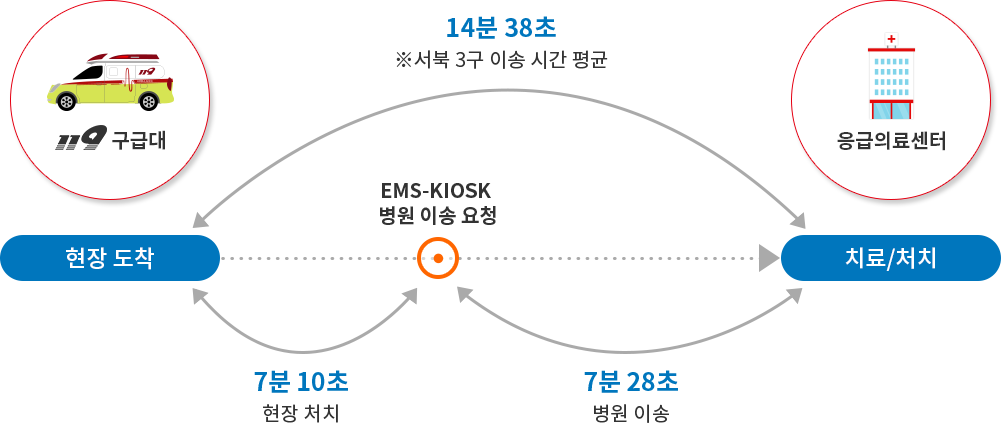 14분 38초
※서북 3구 이송 시간 평균
119
119 구급대
응급의료센터
EMS-KIOSK
병원 이송 요청
현장 도착
치료/처치
7분 10초
현장 처치
7분 28초
병원 이송